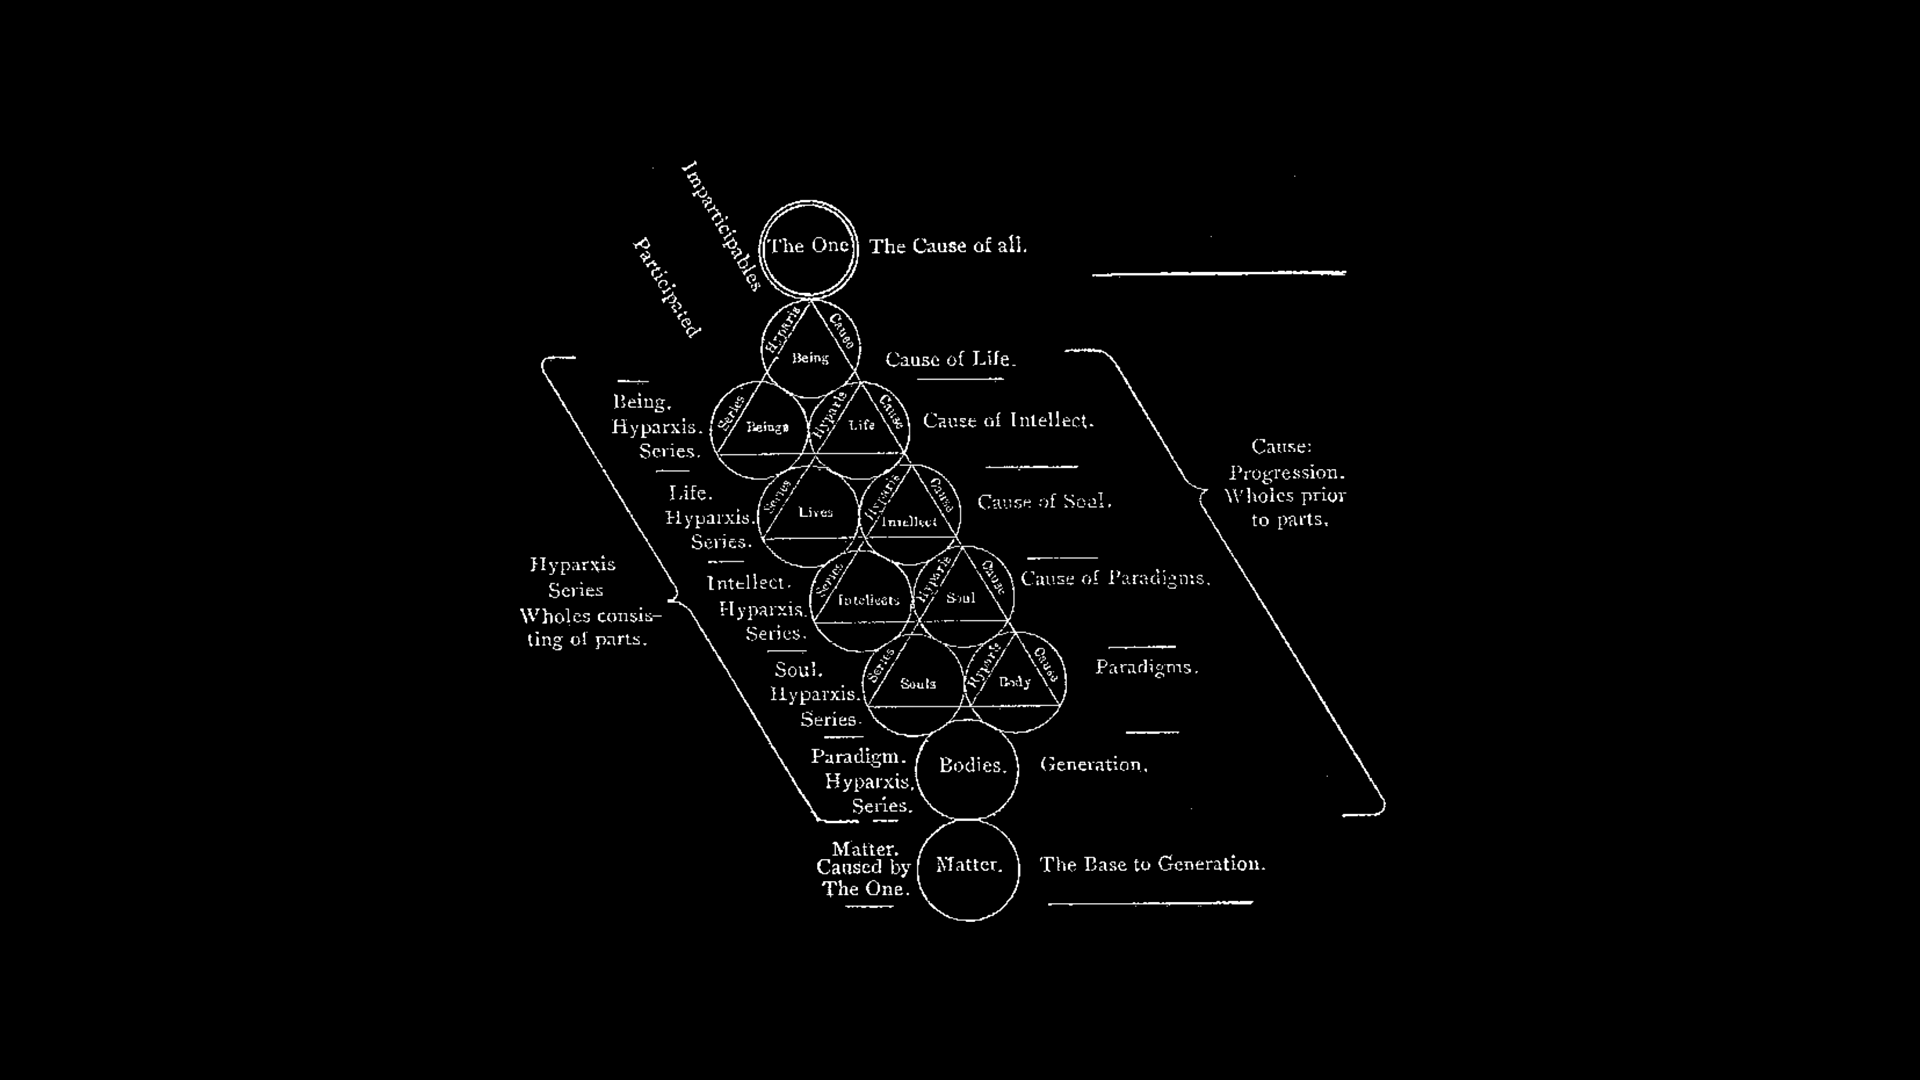 Imparticipables
Participated
The One
The Cause of all.
Hyparxis
Cause
Being
Cause of Life.
Being.
Hyparxis.
Series.
Series
Beings
Hyparxis
Life
Cause
Cause of Intellect.
Cause:
Progression.
Wholes prior
to parts.
Life.
Hyparxis.
Series.
Series
Lives
Hyparxis
Intellect
Cause
Cause of Soul.
Hyparxis
Series
Wholes consis-
ting of parts.
Intellect.
Hyparxis.
Series.
Series
Intellects
Hyparxis
Soul
Cause
Cause of Paradigms.
Soul.
Hyparxis.
Series.
Series
Souls
Hyparxis
Body
Cause
Paradigms.
Paradigm.
Hyparxis.
Series.
Bodies.
Generation.
Matter.
Caused by
The One.
Matter.
The Base to Generation.